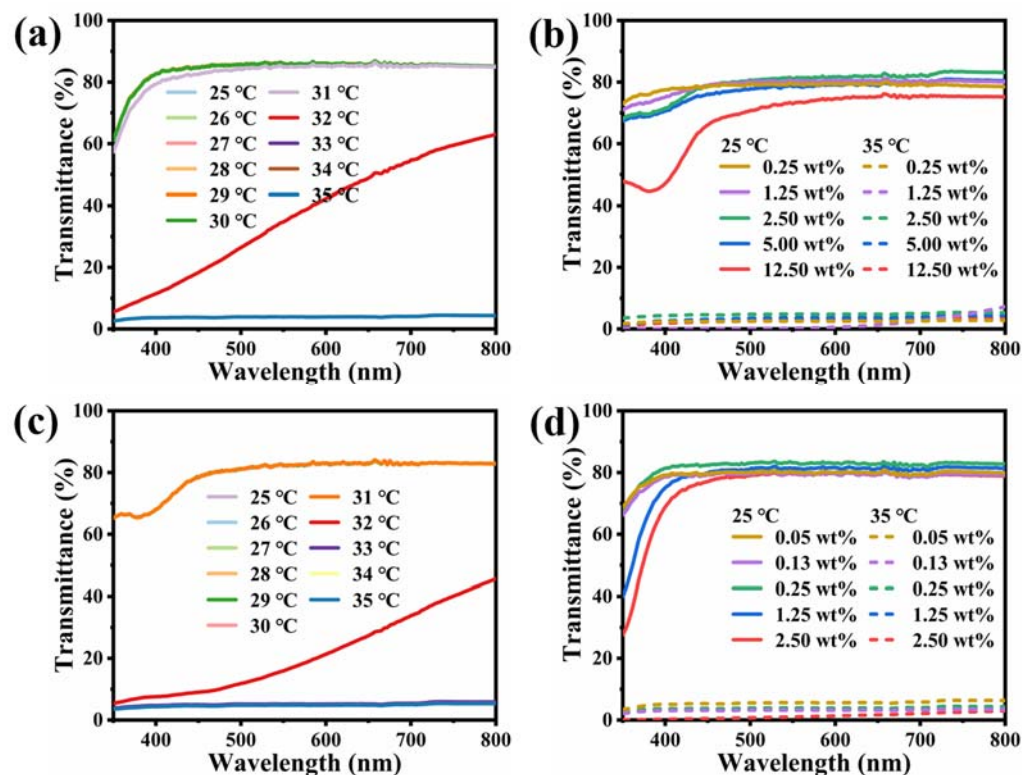 (a)
100
80
60
40
20
0
Transmittance (%)
25 °C 31 °C
26 °C 32 °C
27 °C 33 °C
28 °C 34 °C
29 °C 35 °C
30 °C
400 500 600 700 800
Wavelength (nm)
(b)
100
80
60
40
20
0
Transmittance (%)
25 °C 35 °C
0.25 wt% 0.25 wt%
1.25 wt% 1.25 wt%
2.50 wt% 2.50 wt%
5.00 wt% 5.00 wt%
12.50 wt% 12.50 wt%
400 500 600 700 800
Wavelength (nm)
(c)
100
80
60
40
20
0
Transmittance (%)
25 °C 31 °C
26 °C 32 °C
27 °C 33 °C
28 °C 34 °C
29 °C 35 °C
30 °C
400 500 600 700 800
Wavelength (nm)
(d)
100
80
60
40
20
0
Transmittance (%)
25 °C 35 °C
0.05 wt% 0.05 wt%
0.13 wt% 0.13 wt%
0.25 wt% 0.25 wt%
1.25 wt% 1.25 wt%
2.50 wt% 2.50 wt%
400 500 600 700 800
Wavelength (nm)